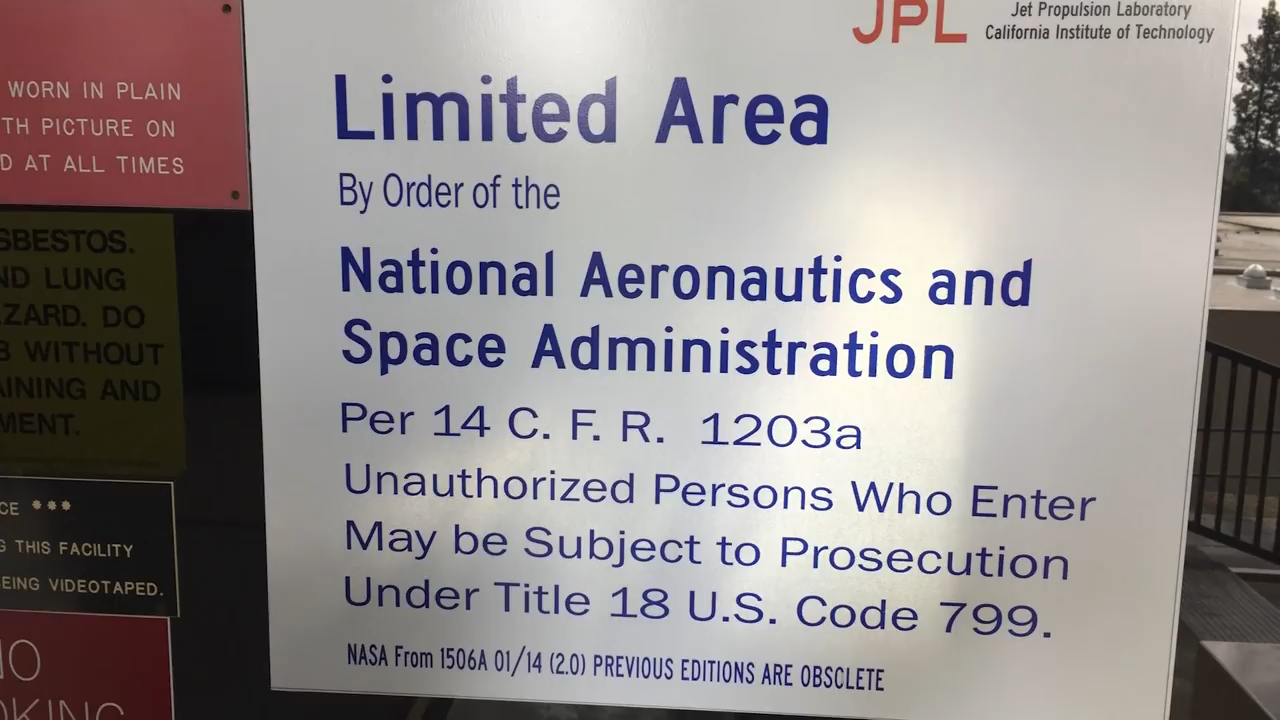 WORN IN PLAIN
TH PICTURE ON
D AT ALL TIMES
SBESTOS.
ND LUNG
ZARD. DO
B WITHOUT
AINING AND
MENT.
CE ***
G THIS FACILITY
EING VIDEOTAPED.
NO
OKING
JPL
Jet Propulsion Laboratory
California Institute of Technology
Limited Area
By Order of the
National Aeronautics and
Space Administration
Per 14 C. F. R. 1203a
Unauthorized Persons Who Enter
May be Subject to Prosecution
Under Title 18 U.S. Code 799.
NASA From 1506A 01/14 (2.0) PREVIOUS EDITIONS ARE OBSCLETE